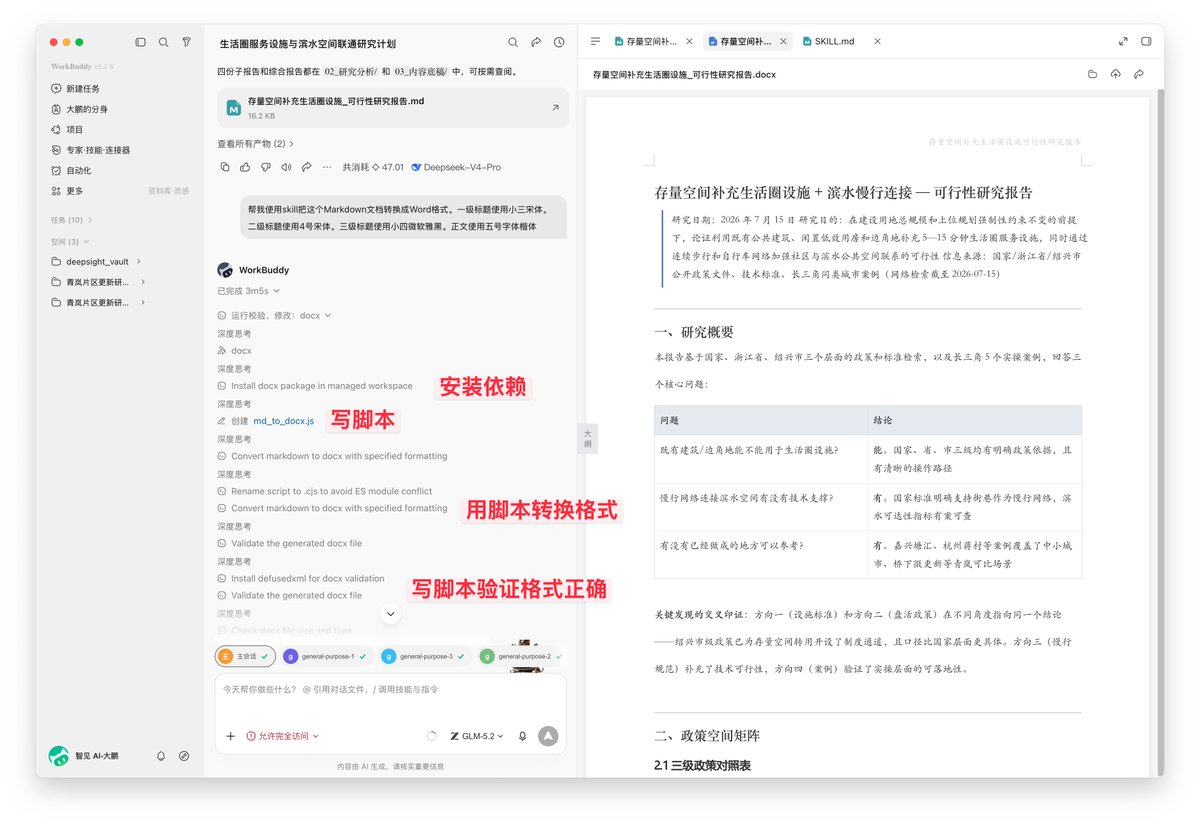 WorkBuddy v5.2.6
新建任务
大鹏的分身
项目
专家·技能·连接器
自动化
更多
资料库·灵感
任务 (10)
空间 (3)
deepsight_vault
青岚片区更新研...
青岚片区更新研...
智见 AI-大鹏
生活圈服务设施与滨水空间联通研究计划
四份子报告和综合报告都在 02_研究分析/ 和 03_内容底稿/ 中，可按需查阅。
存量空间补充生活圈设施_可行性研究报告.md
16.2 KB
查看所有产物 (2)
共消耗 47.01 Deepseek-V4-Pro
帮我使用skill把这个Markdown文档转换成Word格式。一级标题使用小三宋体。
二级标题使用4号宋体。三级标题使用小四微软雅黑。正文使用五号字体楷体
WorkBuddy
已完成 3m5s
运行校验、修改：docx
深度思考
docx
深度思考
Install docx package in managed workspace
安装依赖
深度思考
创建 md_to_docx.js
写脚本
深度思考
Convert markdown to docx with specified formatting
深度思考
Rename script to .cjs to avoid ES module conflict
Convert markdown to docx with specified formatting
用脚本转换格式
深度思考
Validate the generated docx file
深度思考
Install defusedxml for docx validation
Validate the generated docx file
写脚本验证格式正确
深度思考
Check docx file size and type
主 主会话
g general-purpose-1
g general-purpose-3
g general-purpose-2
今天帮你做些什么？ @ 引用对话文件，/ 调用技能与指令
允许完全访问
GLM-5.2
内容由 AI 生成，请核实重要信息
存量空间补...
存量空间补...
SKILL.md
存量空间补充生活圈设施_可行性研究报告.docx
大纲
存量空间补充生活圈设施可行性研究报告
存量空间补充生活圈设施 + 滨水慢行连接 — 可行性研究报告
研究日期：2026 年 7 月 15 日 研究目的：在建设用地总规模和上位规划强制性约束不变的前提
下，论证利用既有公共建筑、闲置低效用房和边角地补充 5—15 分钟生活圈服务设施，同时通过
连续步行和自行车网络加强社区与滨水公共空间联系的可行性 信息来源：国家/浙江省/绍兴市
公开政策文件、技术标准、长三角同类城市案例（网络检索截至 2026-07-15）
一、研究概要
本报告基于国家、浙江省、绍兴市三个层面的政策和标准检索，以及长三角 5 个实操案例，回答三
个核心问题：
问题
结论
既有建筑/边角地能不能用于生活圈设施？
能。国家、省、市三级均有明确政策依据，且
有清晰的操作路径
慢行网络连接滨水空间有没有技术支撑？
有。国家标准明确支持街巷作为慢行网络，滨
水可达性指标有案可查
有没有已经做成的地方可以参考？
有。嘉兴塘汇、杭州蒋村等案例覆盖了中小城
市、桥下微更新等青岚可比场景
关键发现的交叉印证：方向一（设施标准）和方向二（盘活政策）在不同角度指向同一个结论
——绍兴市级政策已为存量空间转用开设了制度通道，且口径比国家层面更具体。方向三（慢行
规范）补充了技术可行性，方向四（案例）验证了实操层面的可落地性。
二、政策空间矩阵
2.1 三级政策对照表